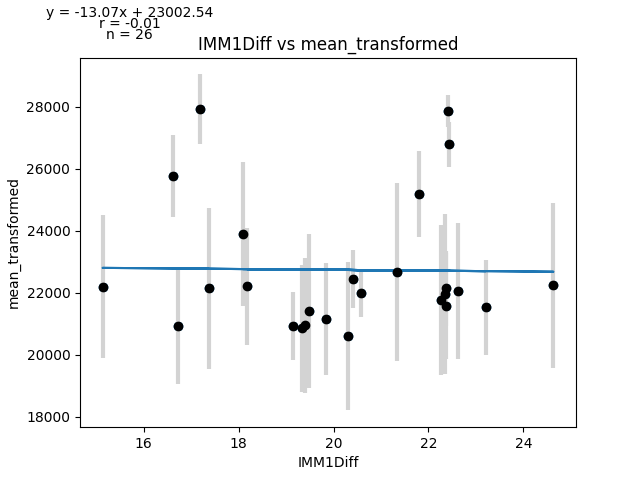 y = -13.07x + 23002.54
r = -0.01
n = 26
IMM1Diff vs mean_transformed
28000
26000
24000
22000
20000
18000
mean_transformed
16 18 20 22 24
IMM1Diff